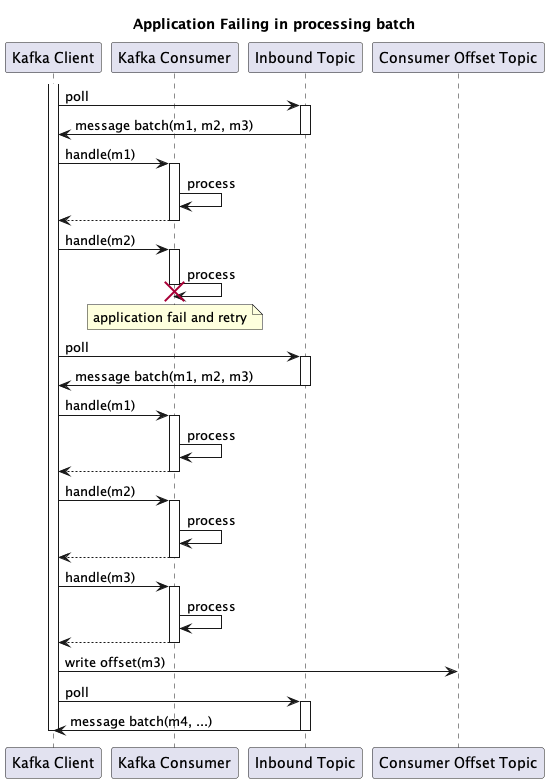 Application Failing in processing batch
Kafka Client Kafka Consumer Inbound Topic Consumer Offset Topic
poll
message batch(m1, m2, m3)
handle(m1)
process
handle(m2)
process
application fail and retry
poll
message batch(m1, m2, m3)
handle(m1)
process
handle(m2)
process
handle(m3)
process
write offset(m3)
poll
message batch(m4, ...)
Kafka Client Kafka Consumer Inbound Topic Consumer Offset Topic